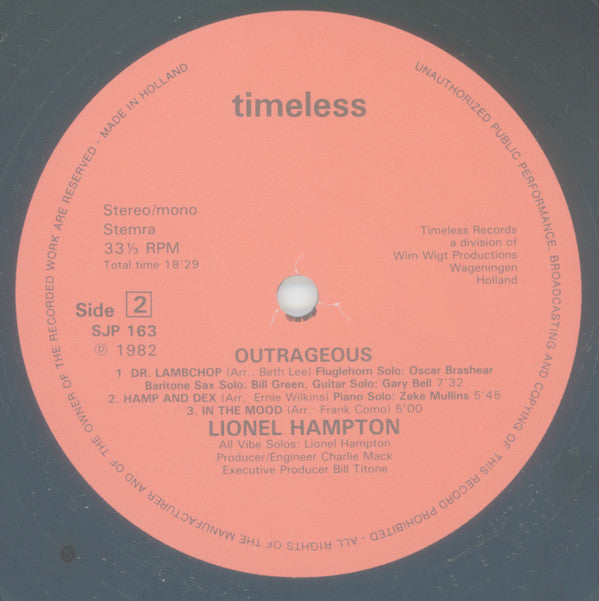 timeless
Stereo/mono
Stemra
33⅓ RPM
Total time 18'29
Timeless Records
a division of
Wim Wigt Productions
Wageningen
Holland
Side 2
SJP 163
℗ 1982
OUTRAGEOUS
1 DR. LAMBCHOP (Arr.. Beth Lee) Fluglehorn Solo: Oscar Brashear
Baritone Sax Solo: Bill Green. Guitar Solo: Gary Bell 7'32
2. HAMP AND DEX (Arr. Ernie Wilkins) Piano Solo: Zeke Mullins 5'45
3. IN THE MOOD (Arr. Frank Como) 5'00
LIONEL HAMPTON
All Vibe Solos: Lionel Hampton
Producer/Engineer Charlie Mack
Executive Producer Bill Titone
UNAUTHORIZED PUBLIC PERFORMANCE, BROADCASTING AND COPYING OF THIS RECORD PROHIBITED - ALL RIGHTS OF THE MANUFACTURER AND OF THE OWNER OF THE RECORDED WORK ARE RESERVED - MADE IN HOLLAND